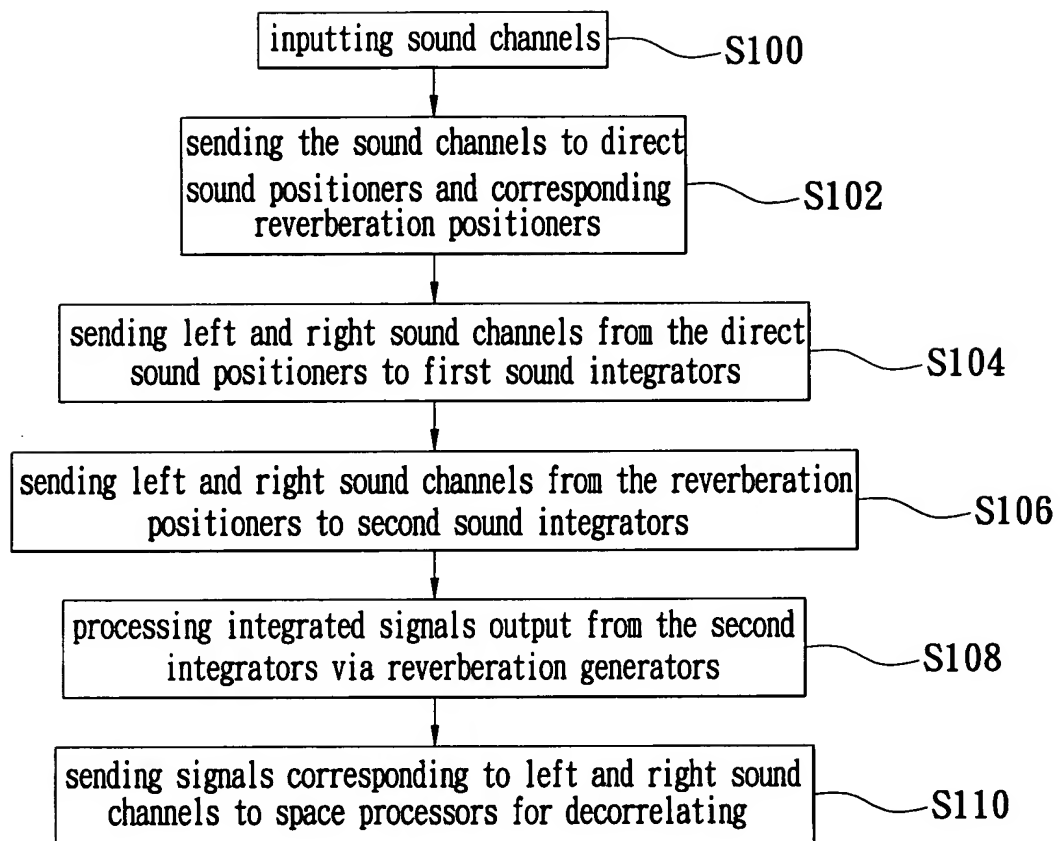 inputting sound channels
S100
sending the sound channels to direct
sound positioners and corresponding
reverberation positioners
S102
sending left and right sound channels from the direct
sound positioners to first sound integrators
S104
sending left and right sound channels from the reverberation
positioners to second sound integrators
S106
processing integrated signals output from the second
integrators via reverberation generators
S108
sending signals corresponding to left and right sound
channels to space processors for decorrelating
S110